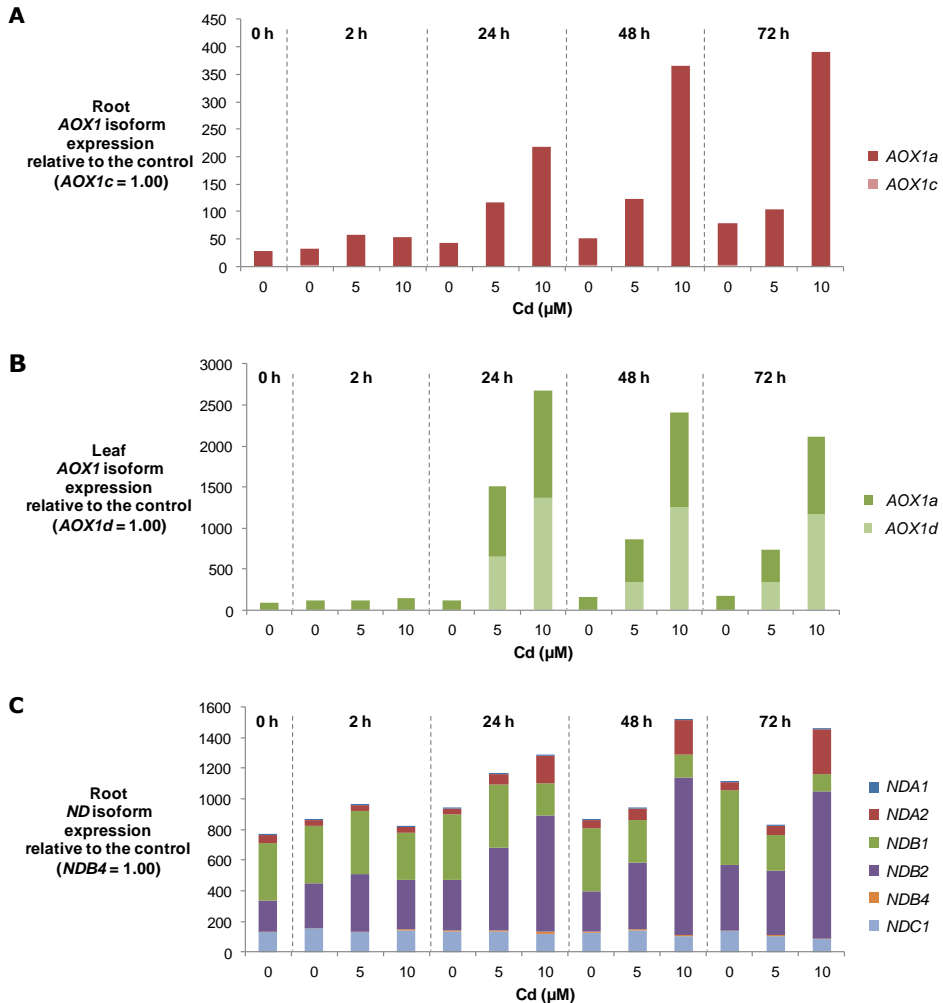 A
Root
AOX1 isoform
expression
relative to the control
(AOX1c = 1.00)
450
400
350
300
250
200
150
100
50
0
0 h
2 h
24 h
48 h
72 h
0 0 5 10 0 5 10 0 5 10 0 5 10
Cd (µM)
AOX1a
AOX1c
B
Leaf
AOX1 isoform
expression
relative to the control
(AOX1d = 1.00)
3000
2500
2000
1500
1000
500
0
0 h
2 h
24 h
48 h
72 h
0 0 5 10 0 5 10 0 5 10 0 5 10
Cd (µM)
AOX1a
AOX1d
C
Root
ND isoform
expression
relative to the control
(NDB4 = 1.00)
1600
1400
1200
1000
800
600
400
200
0
0 h
2 h
24 h
48 h
72 h
0 0 5 10 0 5 10 0 5 10 0 5 10
Cd (µM)
NDA1
NDA2
NDB1
NDB2
NDB4
NDC1